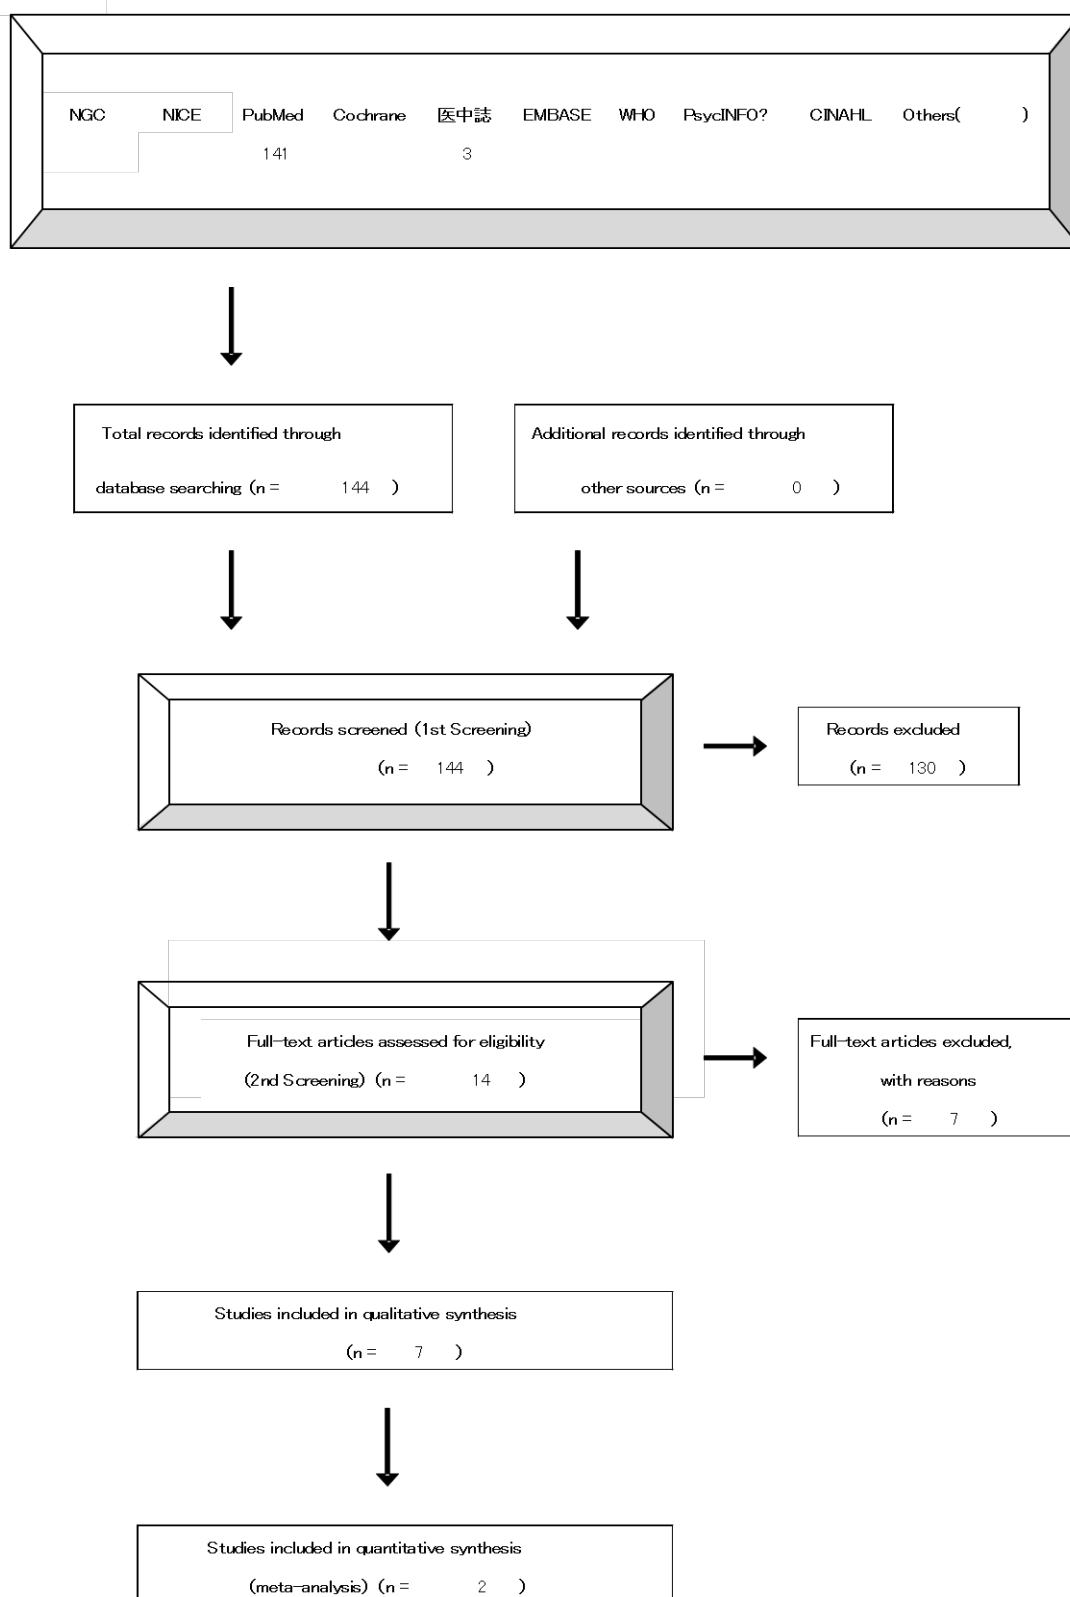 NGC NICE PubMed Cochrane 医中誌 EMBASE WHO PsycINFO? CINAHL Others( )
141 3
Total records identified through
database searching (n = 144 )
Additional records identified through
other sources (n = 0 )
Records screened (1st Screening)
(n = 144 )
Records excluded
(n = 130 )
Full-text articles assessed for eligibility
(2nd Screening) (n = 14 )
Full-text articles excluded,
with reasons
(n = 7 )
Studies included in qualitative synthesis
(n = 7 )
Studies included in quantitative synthesis
(meta-analysis) (n = 2 )